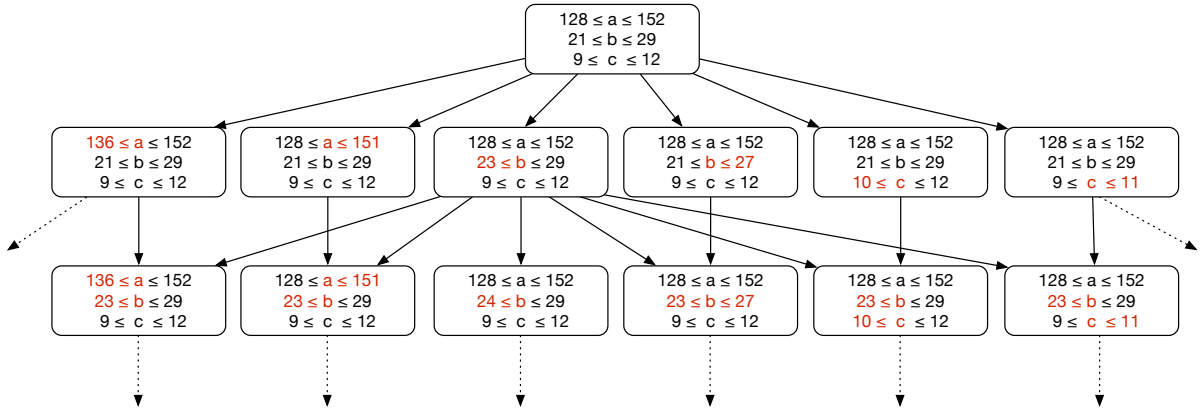 128 ≤ a ≤ 152
21 ≤ b ≤ 29
9 ≤ c ≤ 12
136 ≤ a ≤ 152
21 ≤ b ≤ 29
9 ≤ c ≤ 12
128 ≤ a ≤ 151
21 ≤ b ≤ 29
9 ≤ c ≤ 12
128 ≤ a ≤ 152
23 ≤ b ≤ 29
9 ≤ c ≤ 12
128 ≤ a ≤ 152
21 ≤ b ≤ 27
9 ≤ c ≤ 12
128 ≤ a ≤ 152
21 ≤ b ≤ 29
10 ≤ c ≤ 12
128 ≤ a ≤ 152
21 ≤ b ≤ 29
9 ≤ c ≤ 11
136 ≤ a ≤ 152
23 ≤ b ≤ 29
9 ≤ c ≤ 12
128 ≤ a ≤ 151
23 ≤ b ≤ 29
9 ≤ c ≤ 12
128 ≤ a ≤ 152
24 ≤ b ≤ 29
9 ≤ c ≤ 12
128 ≤ a ≤ 152
23 ≤ b ≤ 27
9 ≤ c ≤ 12
128 ≤ a ≤ 152
23 ≤ b ≤ 29
10 ≤ c ≤ 12
128 ≤ a ≤ 152
23 ≤ b ≤ 29
9 ≤ c ≤ 11